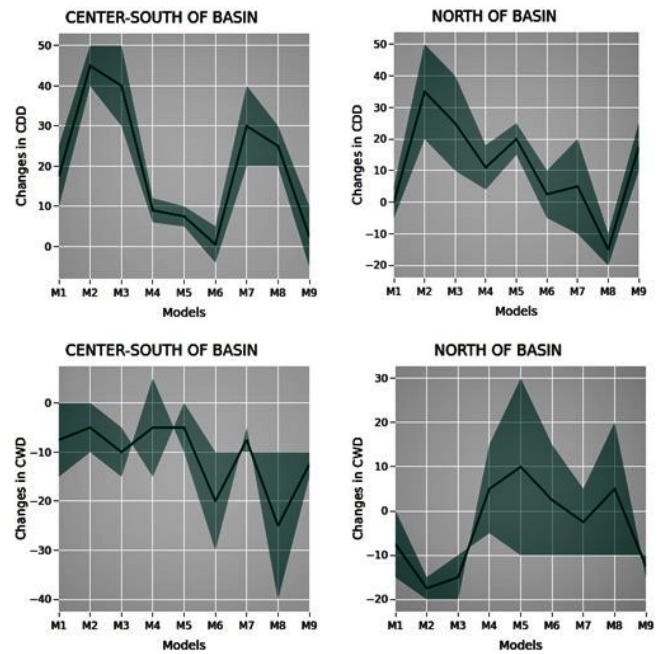 CENTER-SOUTH OF BASIN
Changes in CDD
50
40
30
20
10
0
M1 M2 M3 M4 M5 M6 M7 M8 M9
Models
NORTH OF BASIN
Changes in CDD
50
40
30
20
10
0
−10
−20
M1 M2 M3 M4 M5 M6 M7 M8 M9
Models
CENTER-SOUTH OF BASIN
Changes in CWD
0
−10
−20
−30
−40
M1 M2 M3 M4 M5 M6 M7 M8 M9
Models
NORTH OF BASIN
Changes in CWD
30
20
10
0
−10
−20
M1 M2 M3 M4 M5 M6 M7 M8 M9
Models